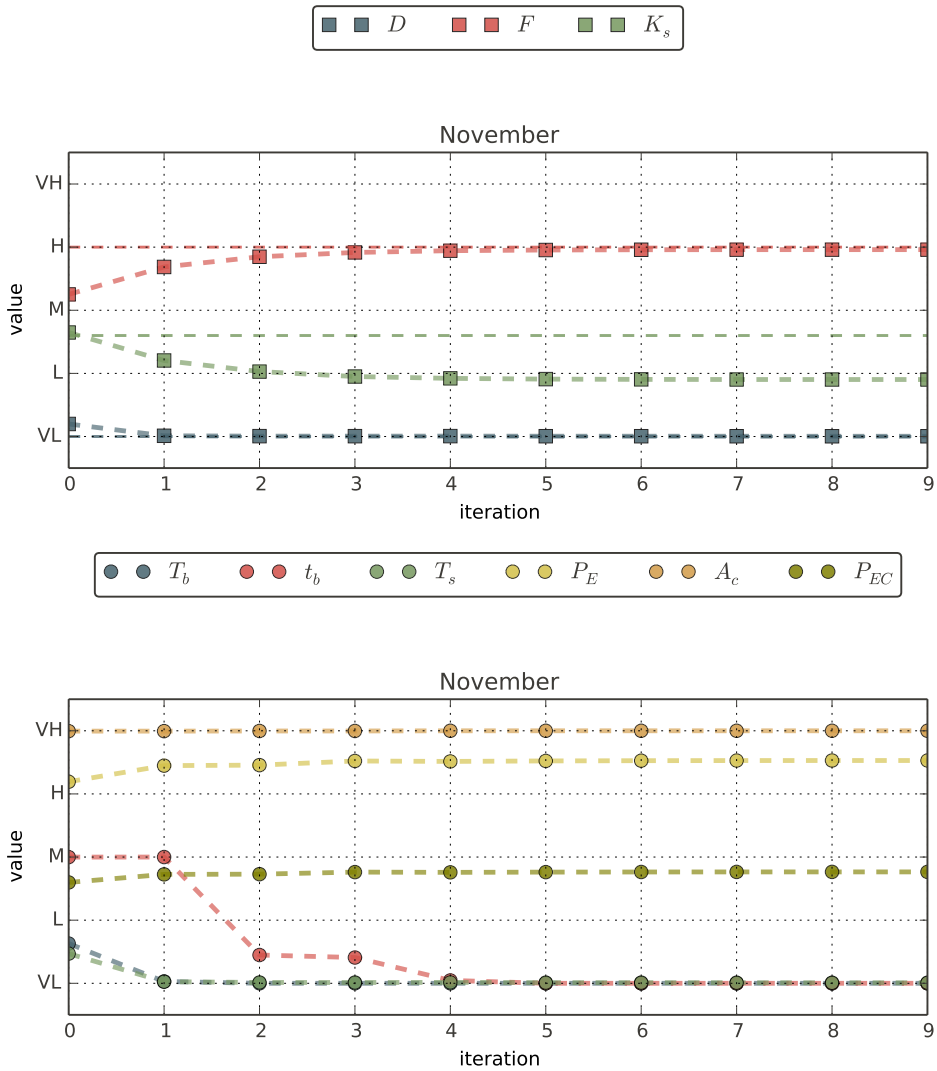 D F K_s
November
VH
H
M
L
VL
value
0 1 2 3 4 5 6 7 8 9
iteration
T_b t_b T_s P_E A_c P_EC
November
VH
H
M
L
VL
value
0 1 2 3 4 5 6 7 8 9
iteration